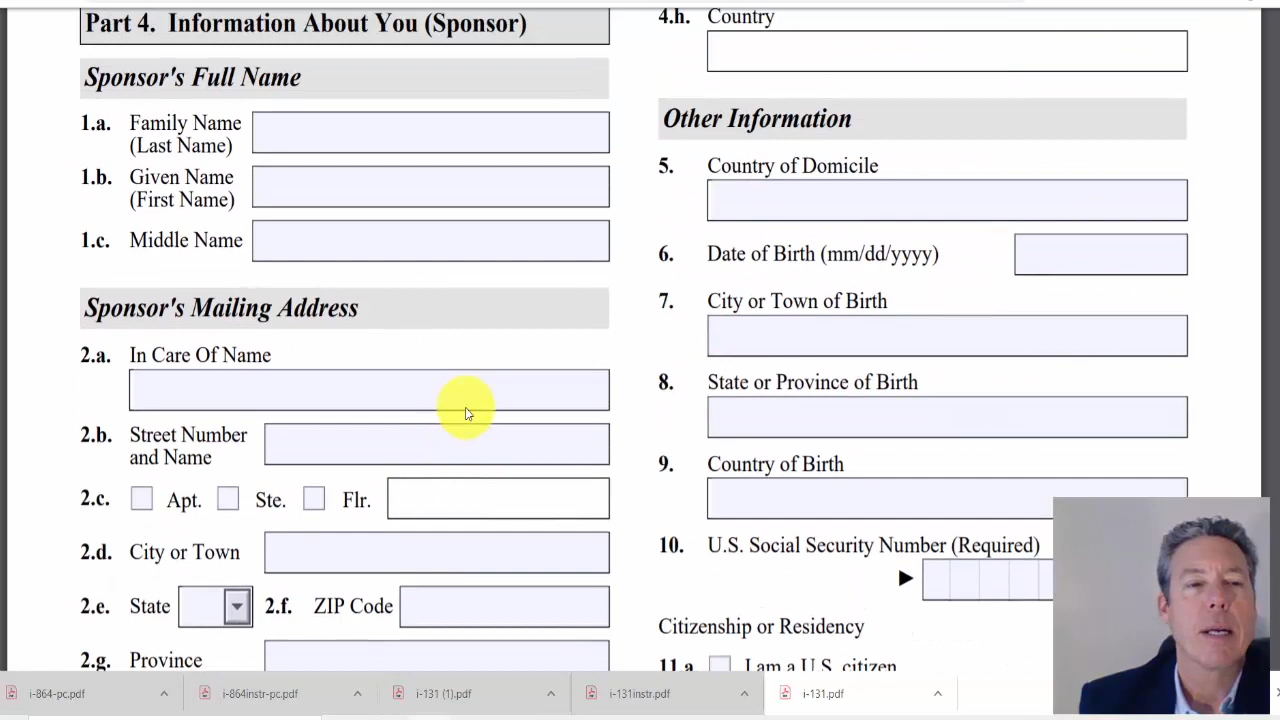 Part 4. Information About You (Sponsor)
Sponsor's Full Name
1.a. Family Name
(Last Name)
1.b. Given Name
(First Name)
1.c. Middle Name
Sponsor's Mailing Address
2.a. In Care Of Name
2.b. Street Number
and Name
2.c. Apt. Ste. Flr.
2.d. City or Town
2.e. State 2.f. ZIP Code
2.g. Province
4.h. Country
Other Information
5. Country of Domicile
6. Date of Birth (mm/dd/yyyy)
7. City or Town of Birth
8. State or Province of Birth
9. Country of Birth
10. U.S. Social Security Number (Required)
Citizenship or Residency
11.a I am a U.S. citizen
i-864-pc.pdf i-864instr-pc.pdf i-131 (1).pdf i-131instr.pdf i-131.pdf